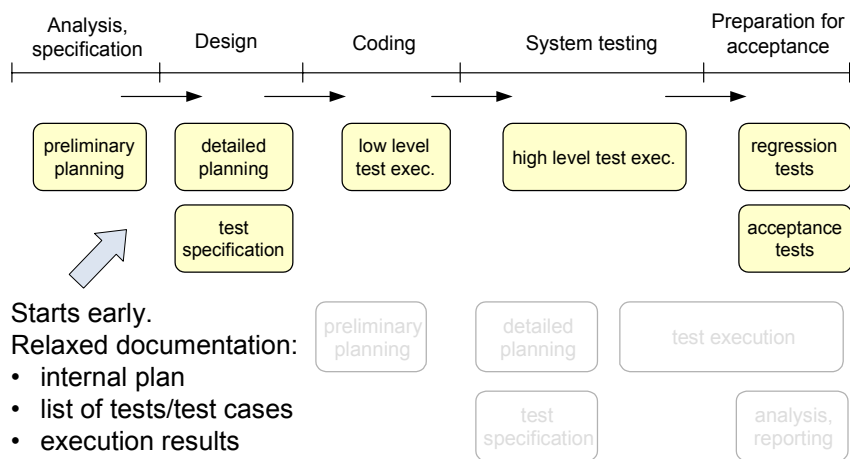 Analysis,
specification
Design
Coding
System testing
Preparation for
acceptance
preliminary
planning
detailed
planning
low level
test exec.
high level test exec.
regression
tests
test
specification
acceptance
tests
Starts early.
Relaxed documentation:
• internal plan
• list of tests/test cases
• execution results
preliminary
planning
detailed
planning
test execution
test
specification
analysis,
reporting